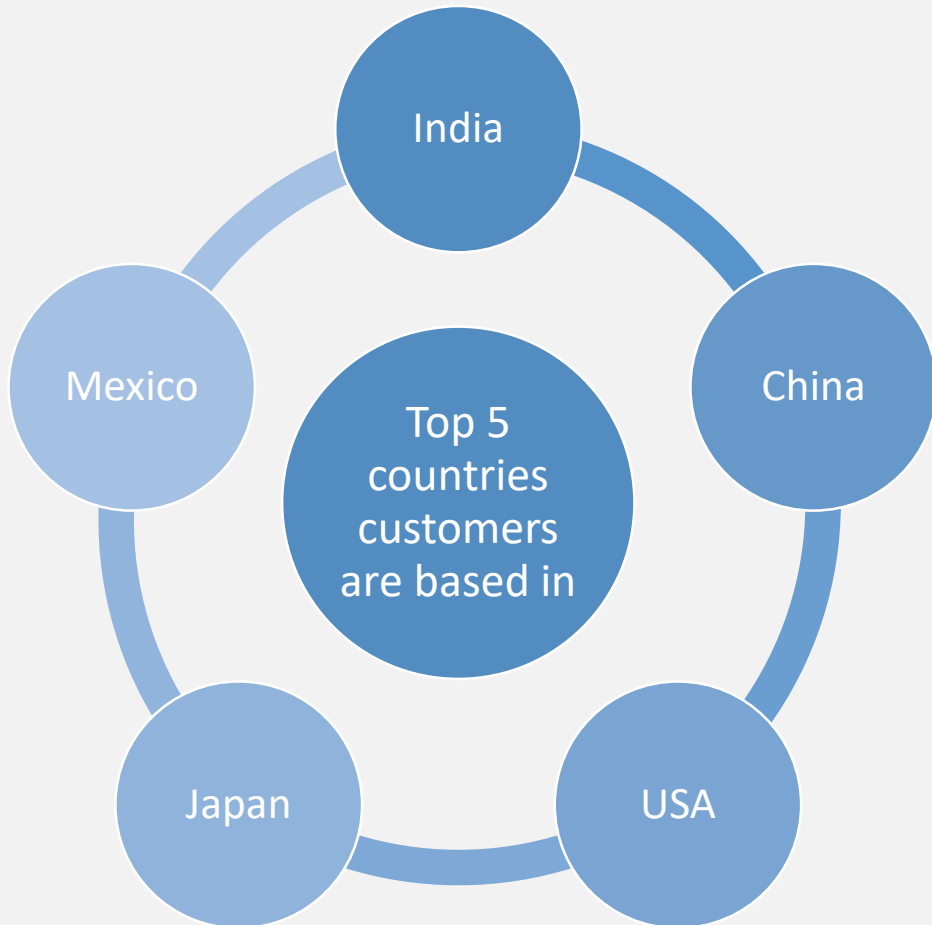 India
China
USA
Japan
Mexico
Top 5
countries
customers
are based in